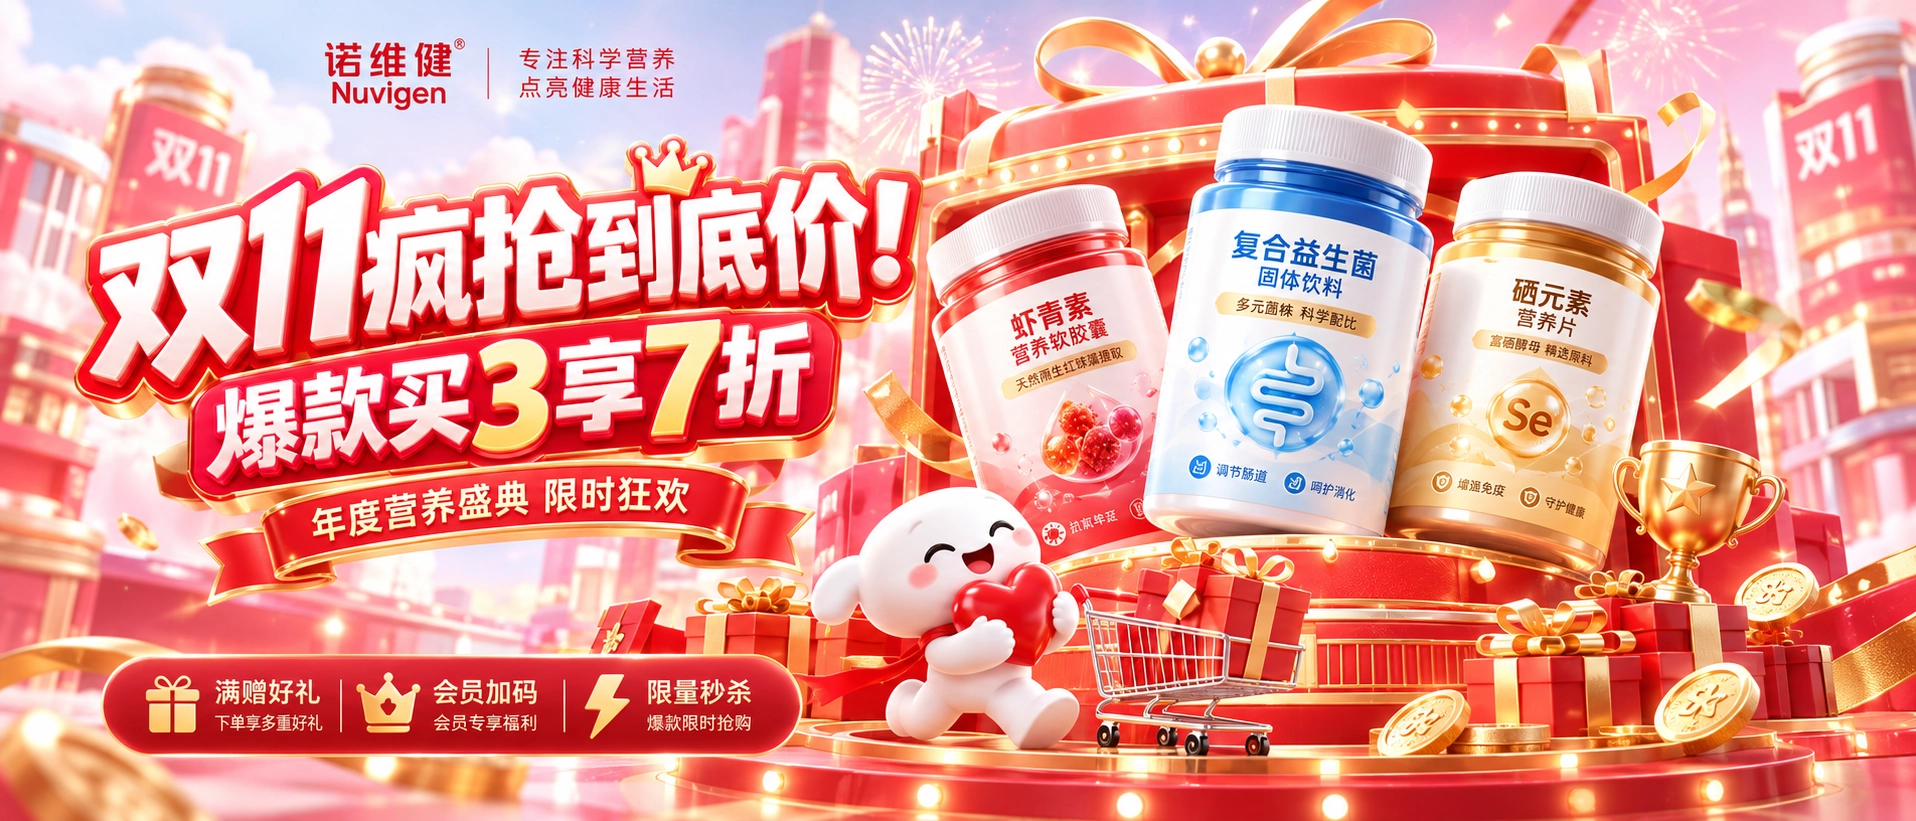 诺维健®
Nuvigen
专注科学营养
点亮健康生活
双11
双11
双11疯抢到底价!
爆款买3享7折
年度营养盛典 限时狂欢
满赠好礼
下单享多重好礼
会员加码
会员专享福利
限量秒杀
爆款限时抢购
虾青素
营养软胶囊
复合益生菌
固体饮料
多元菌株 科学配比
调节肠道
呵护消化
硒元素
营养片
富硒酵母 精选原料
Se
增强免疫
守护健康